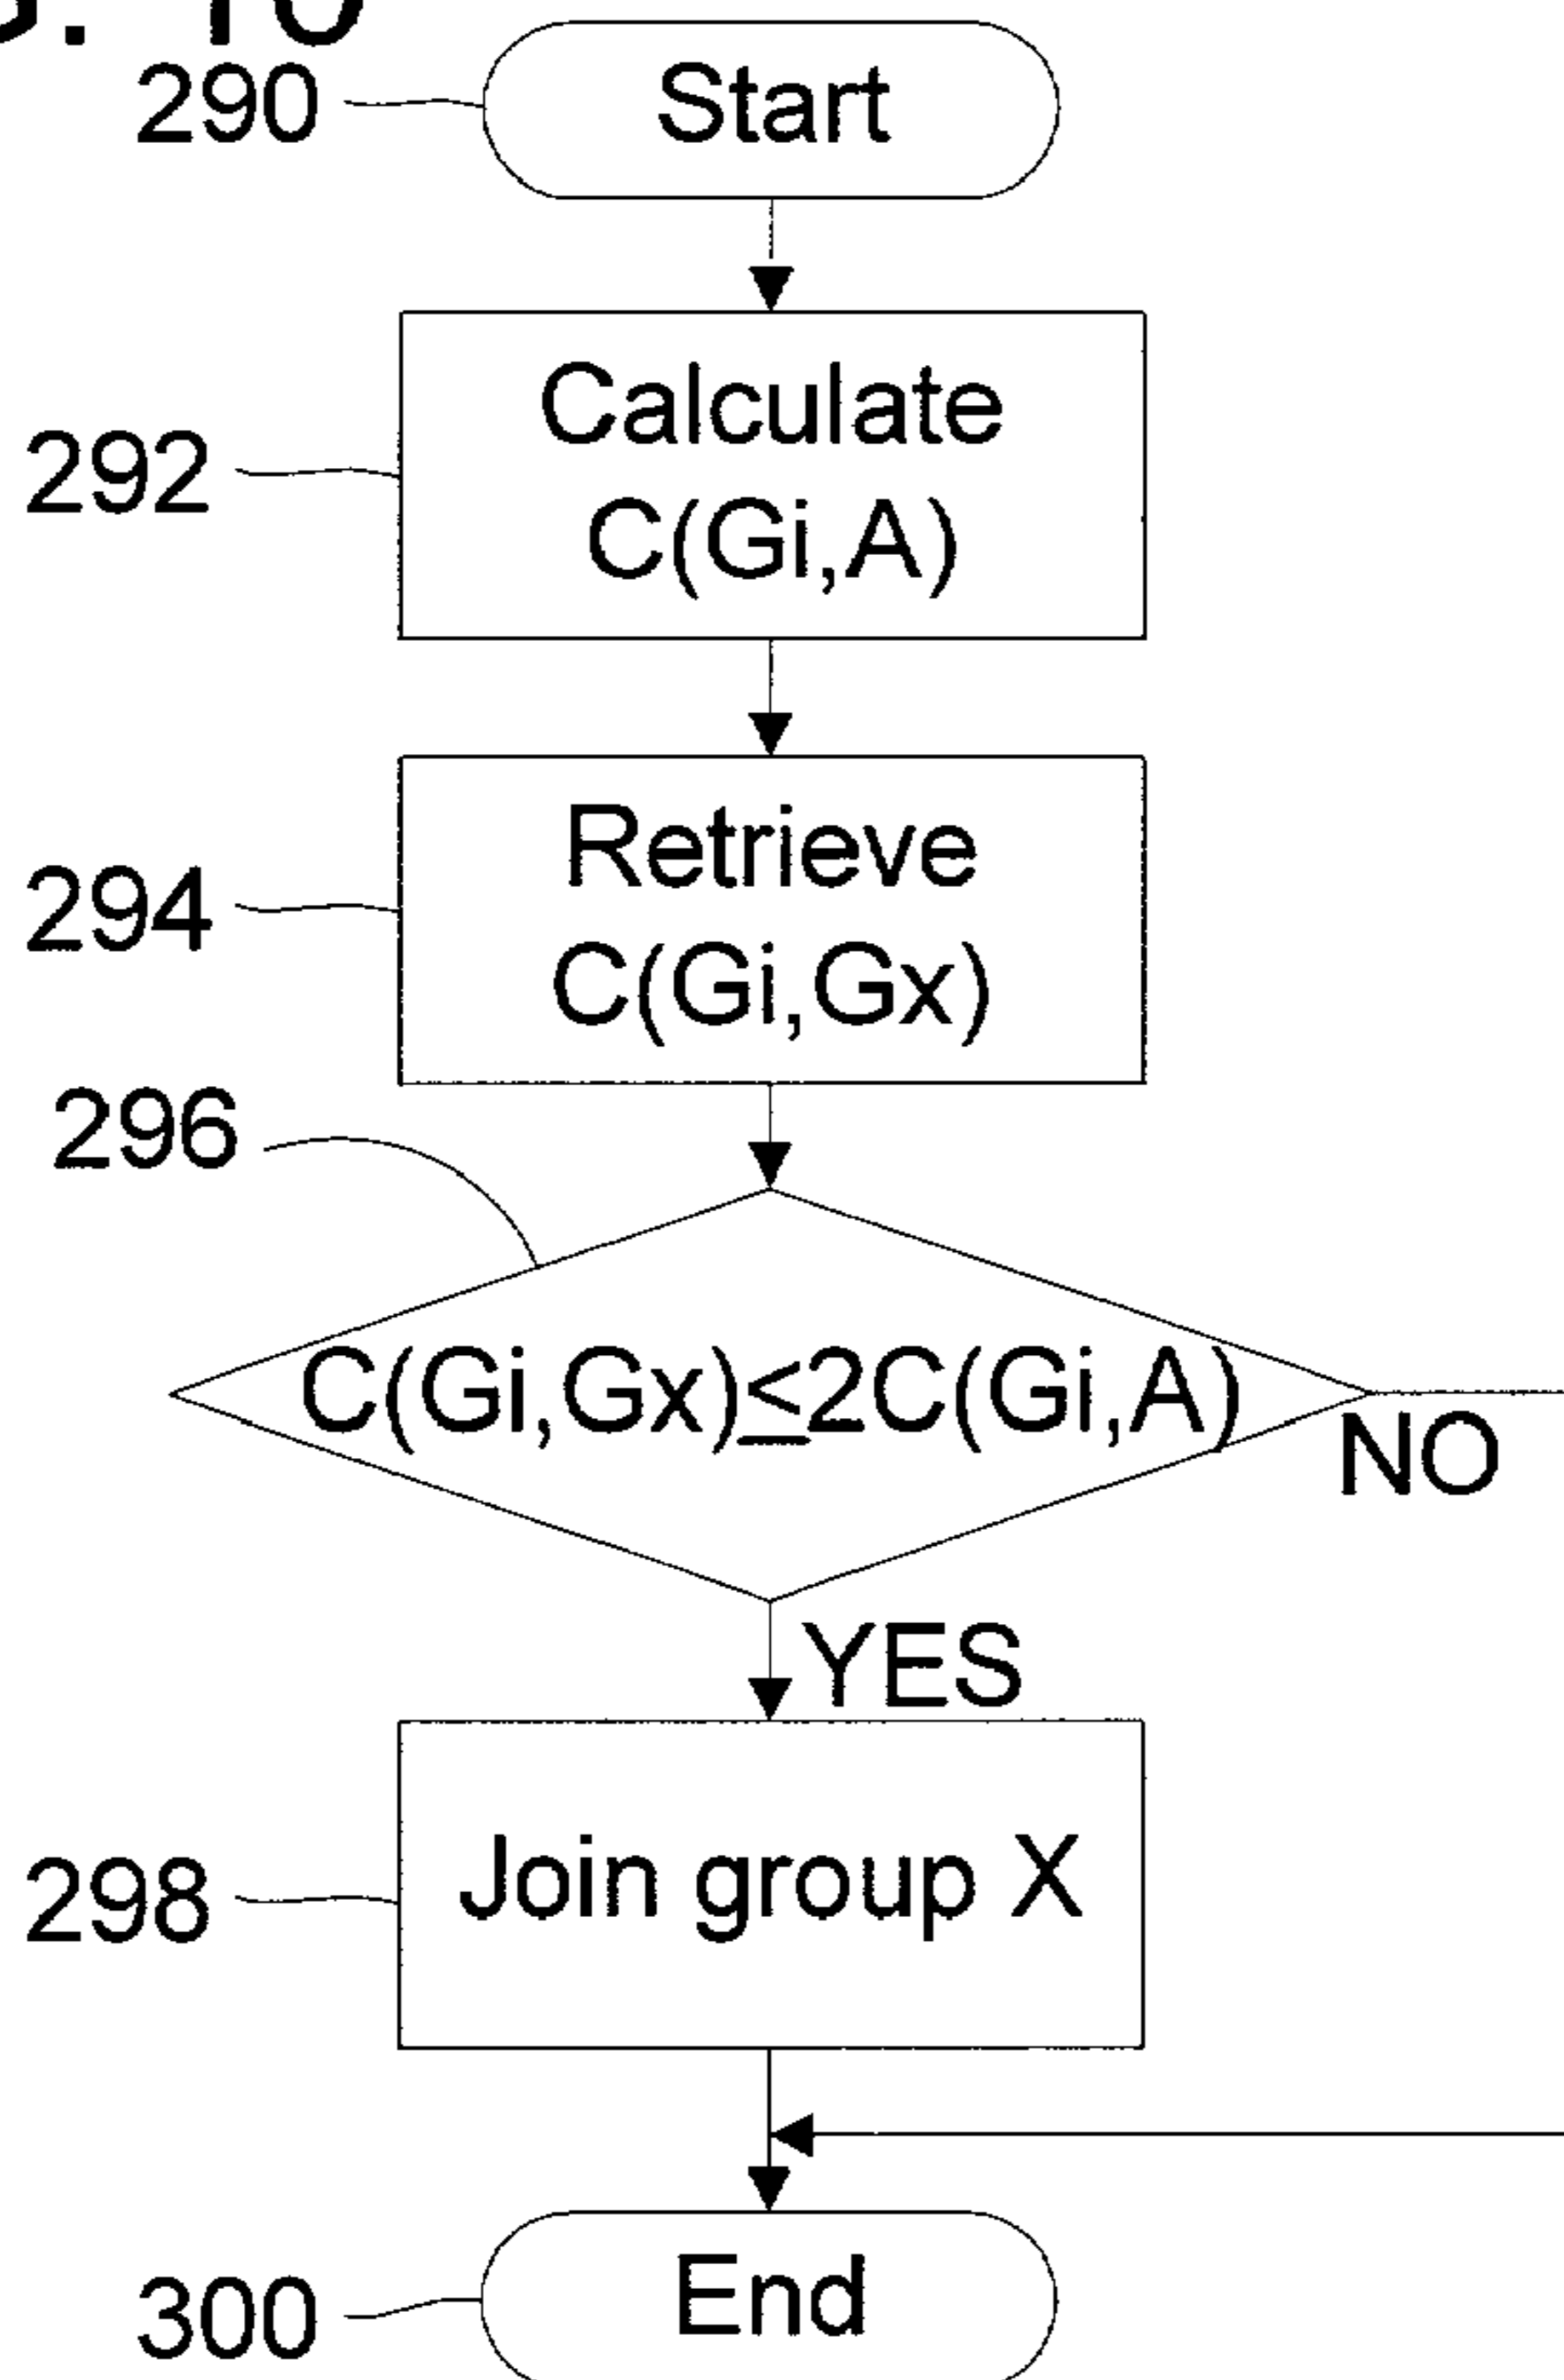 290
Start
Calculate
292
C(Gi,A)
Retrieve
294
C(Gi,Gx)
296
C(Gi,Gx)≤2C(Gi,A)
NO
YES
Join group X
298
End
300